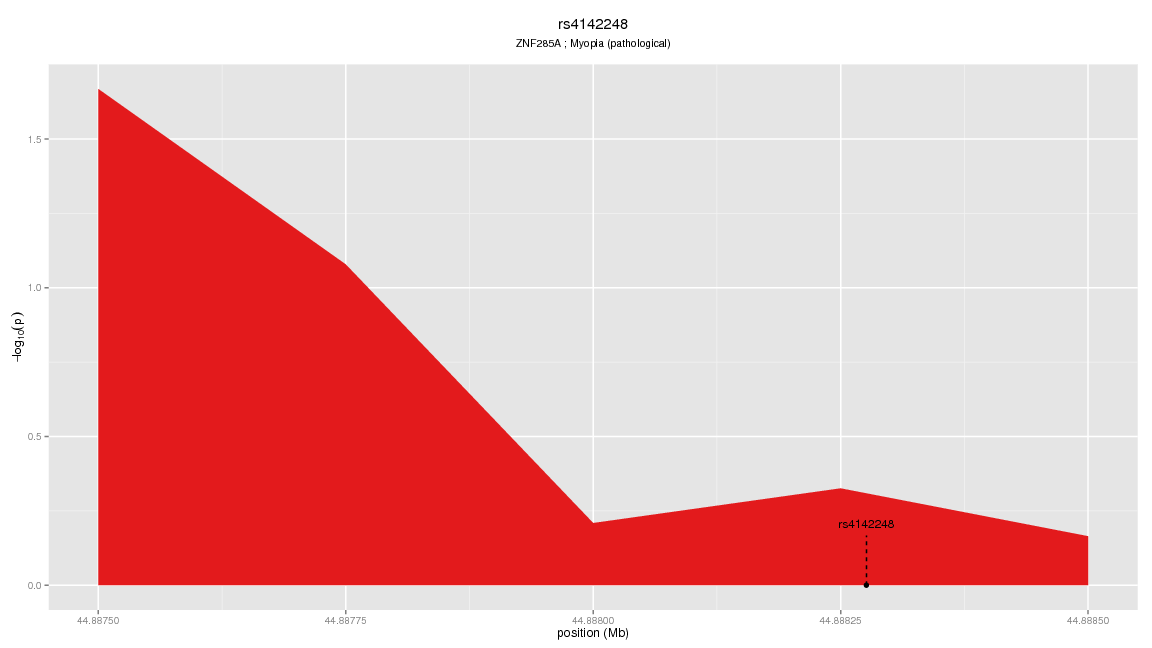 rs4142248
ZNF285A ; Myopia (pathological)
1.5
1.0
0.5
0.0
−log10(p)
rs4142248
44.88750 44.88775 44.88800 44.88825 44.88850
position (Mb)